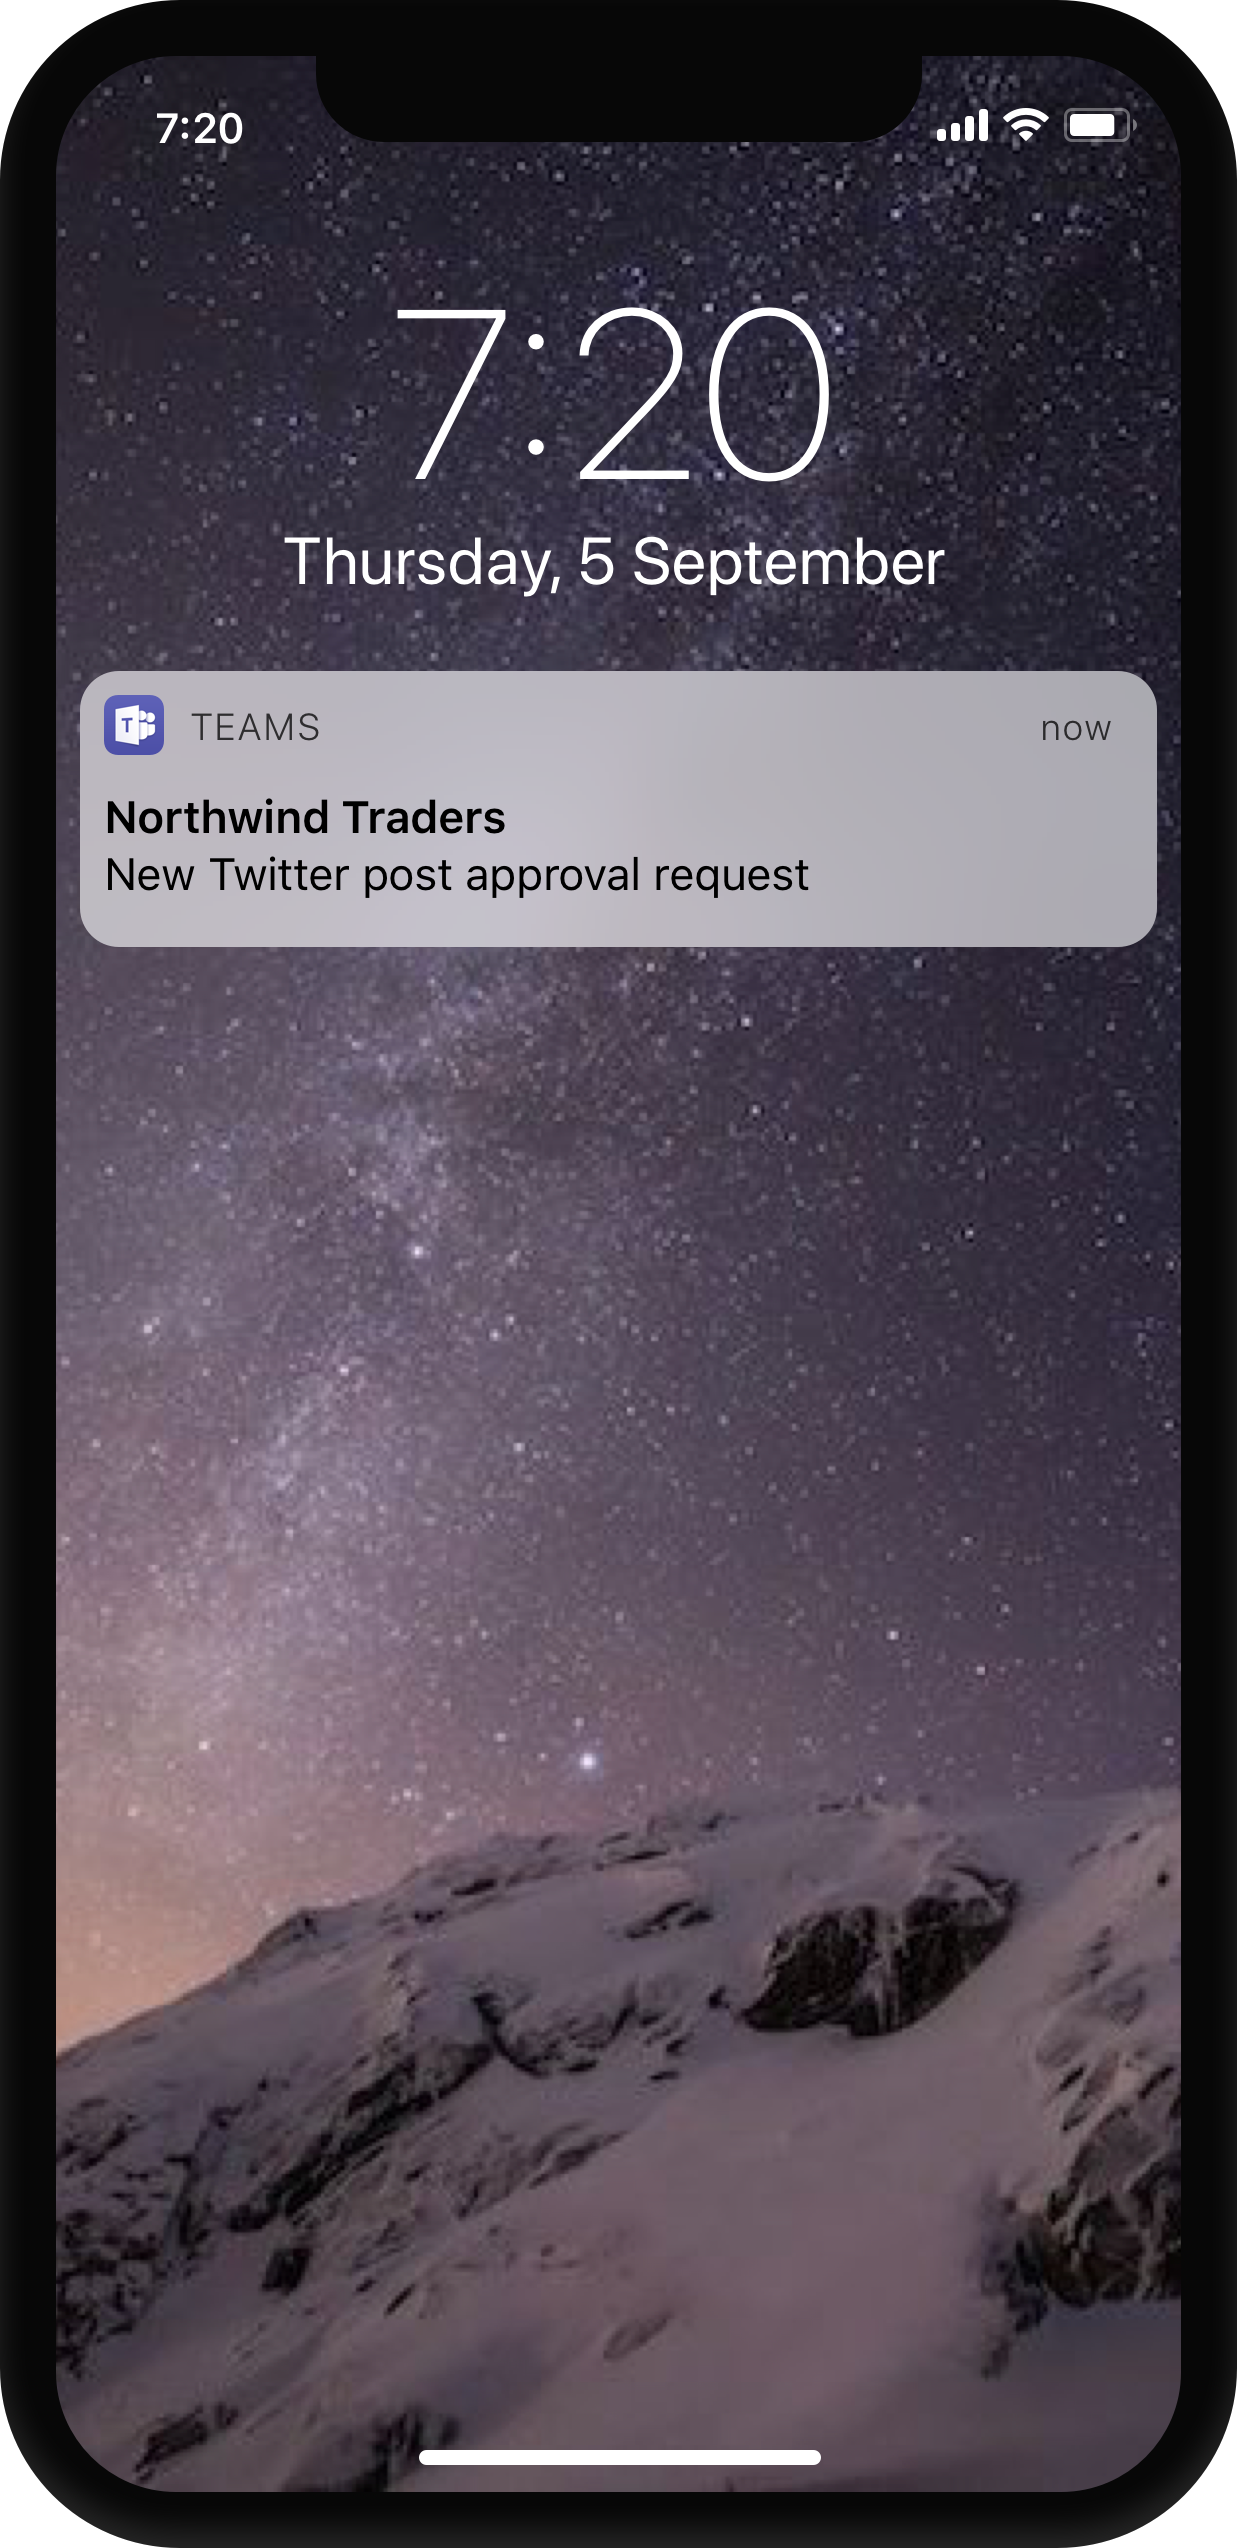 7:20
7:20
Thursday, 5 September
T TEAMS now
Northwind Traders
New Twitter post approval request